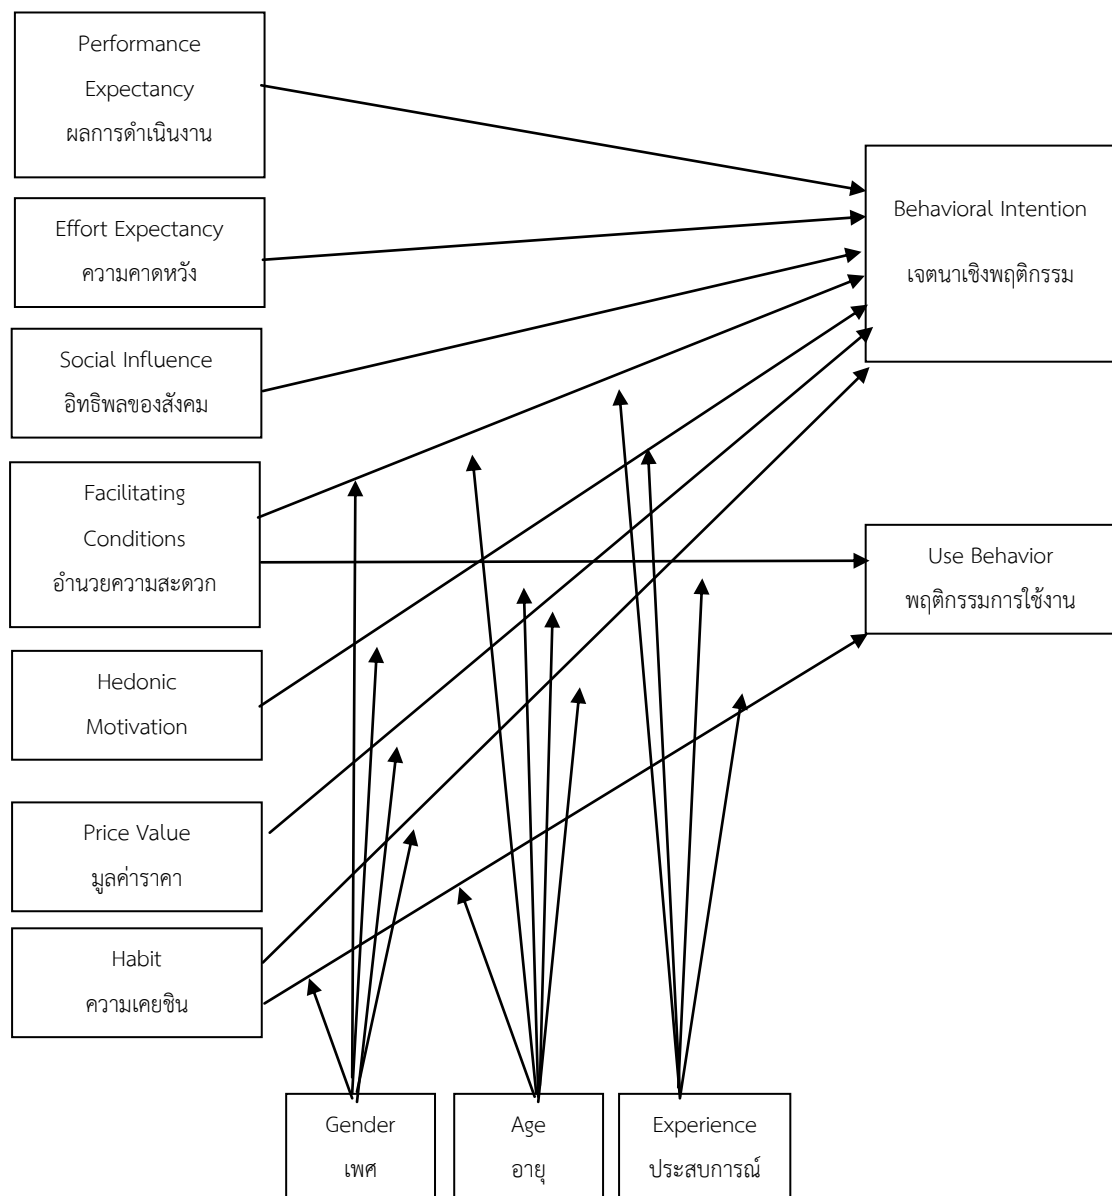 Performance
Expectancy
ผลการดำเนินงาน
Effort Expectancy
ความคาดหวัง
Social Influence
อิทธิพลของสังคม
Facilitating
Conditions
อำนวยความสะดวก
Hedonic
Motivation
Price Value
มูลค่าราคา
Habit
ความเคยชิน
Behavioral Intention
เจตนาเชิงพฤติกรรม
Use Behavior
พฤติกรรมการใช้งาน
Gender
เพศ
Age
อายุ
Experience
ประสบการณ์